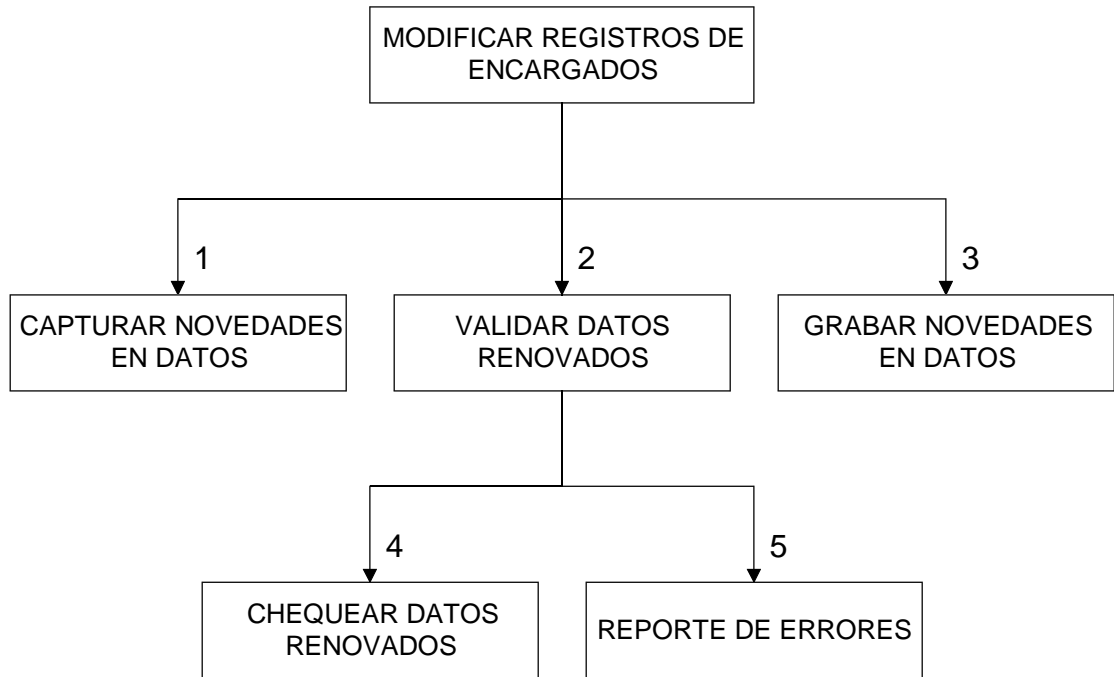 MODIFICAR REGISTROS DE
ENCARGADOS
1
2
3
CAPTURAR NOVEDADES
EN DATOS
VALIDAR DATOS
RENOVADOS
GRABAR NOVEDADES
EN DATOS
4
5
CHEQUEAR DATOS
RENOVADOS
REPORTE DE ERRORES